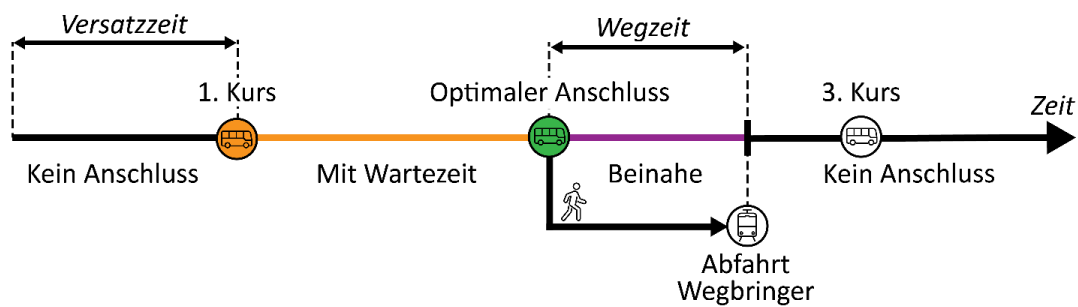 Versatzzeit
Wegzeit
1. Kurs
Optimaler Anschluss
3. Kurs
Zeit
Kein Anschluss
Mit Wartezeit
Beinahe
Kein Anschluss
Abfahrt
Wegbringer